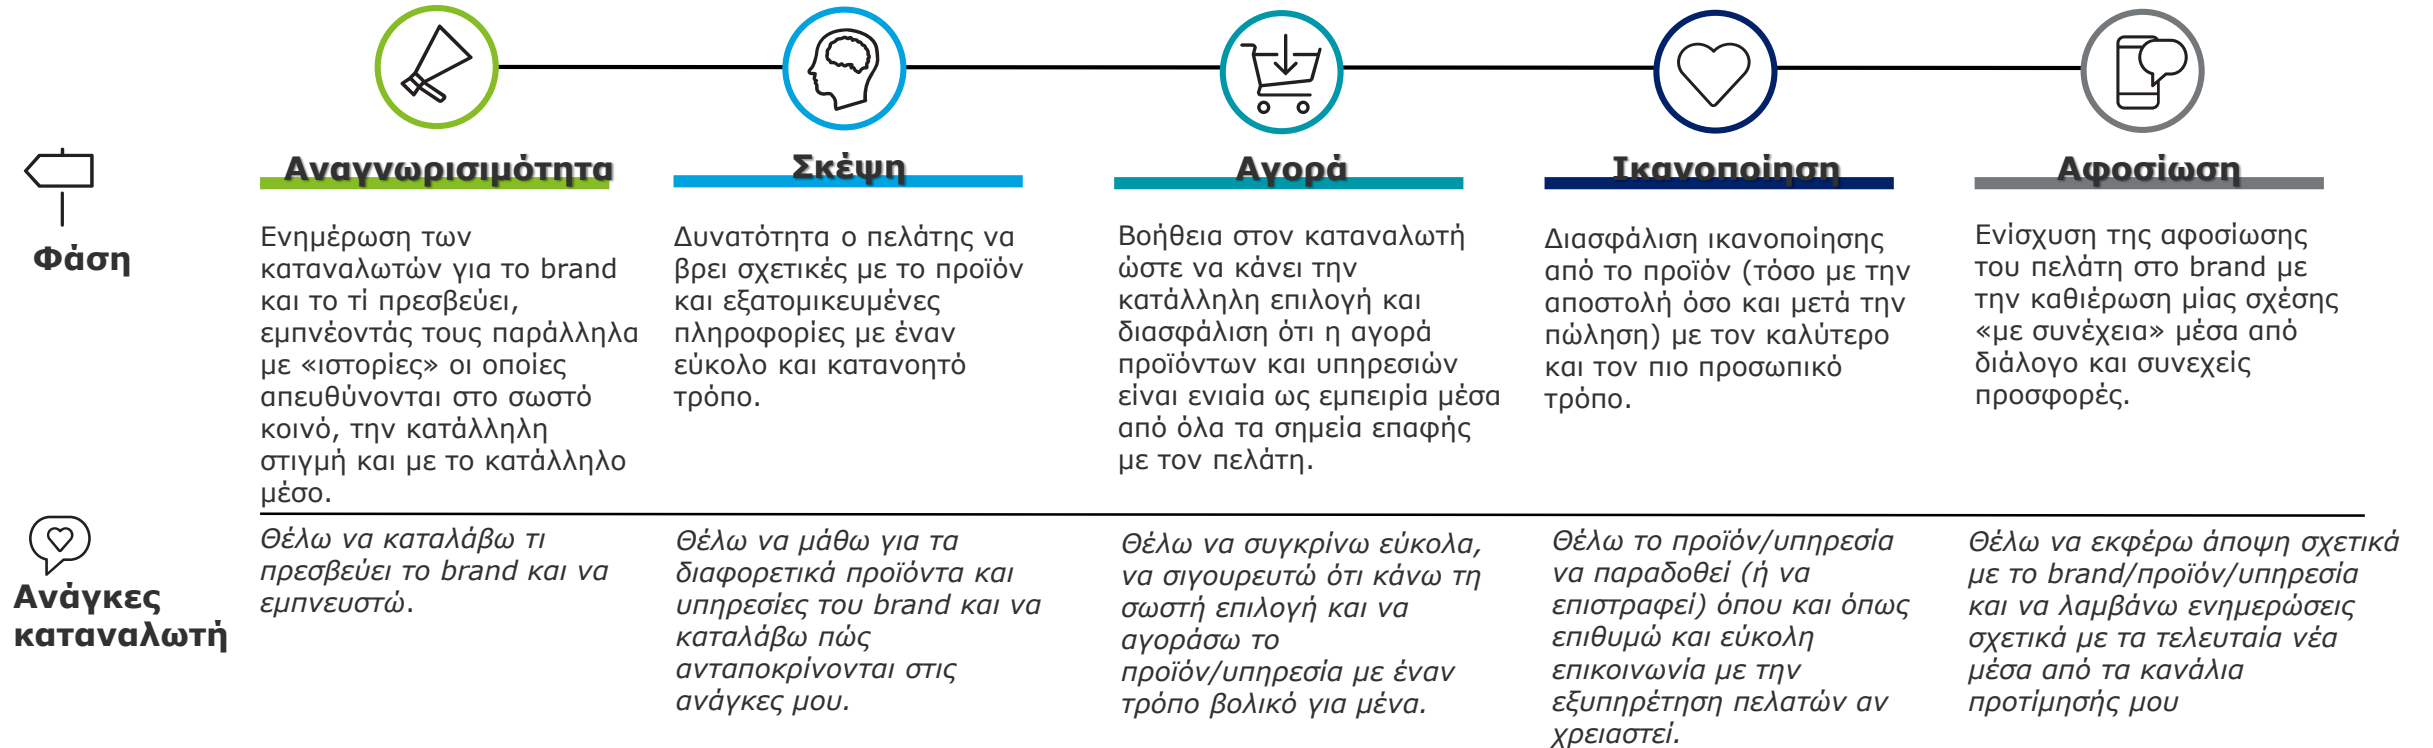 Αναγνωρισιμότητα
Σκέψη
Αγορά
Ικανοποίηση
Αφοσίωση
Φάση
Ενημέρωση των
καταναλωτών για το brand
και το τί πρεσβεύει,
εμπνέοντάς τους παράλληλα
με «ιστορίες» οι οποίες
απευθύνονται στο σωστό
κοινό, την κατάλληλη
στιγμή και με το κατάλληλο
μέσο.
Δυνατότητα ο πελάτης να
βρει σχετικές με το προϊόν
και εξατομικευμένες
πληροφορίες με έναν
εύκολο και κατανοητό
τρόπο.
Βοήθεια στον καταναλωτή
ώστε να κάνει την
κατάλληλη επιλογή και
διασφάλιση ότι η αγορά
προϊόντων και υπηρεσιών
είναι ενιαία ως εμπειρία μέσα
από όλα τα σημεία επαφής
με τον πελάτη.
Διασφάλιση ικανοποίησης
από το προϊόν (τόσο με την
αποστολή όσο και μετά την
πώληση) με τον καλύτερο
και τον πιο προσωπικό
τρόπο.
Ενίσχυση της αφοσίωσης
του πελάτη στο brand με
την καθιέρωση μίας σχέσης
«με συνέχεια» μέσα από
διάλογο και συνεχείς
προσφορές.
Ανάγκες
καταναλωτή
Θέλω να καταλάβω τι
πρεσβεύει το brand και να
εμπνευστώ.
Θέλω να μάθω για τα
διαφορετικά προϊόντα και
υπηρεσίες του brand και να
καταλάβω πώς
ανταποκρίνονται στις
ανάγκες μου.
Θέλω να συγκρίνω εύκολα,
να σιγουρευτώ ότι κάνω τη
σωστή επιλογή και να
αγοράσω το
προϊόν/υπηρεσία με έναν
τρόπο βολικό για μένα.
Θέλω το προϊόν/υπηρεσία
να παραδοθεί (ή να
επιστραφεί) όπου και όπως
επιθυμώ και εύκολη
επικοινωνία με την
εξυπηρέτηση πελατών αν
χρειαστεί.
Θέλω να εκφέρω άποψη σχετικά
με το brand/προϊόν/υπηρεσία
και να λαμβάνω ενημερώσεις
σχετικά με τα τελευταία νέα
μέσα από τα κανάλια
προτίμησής μου